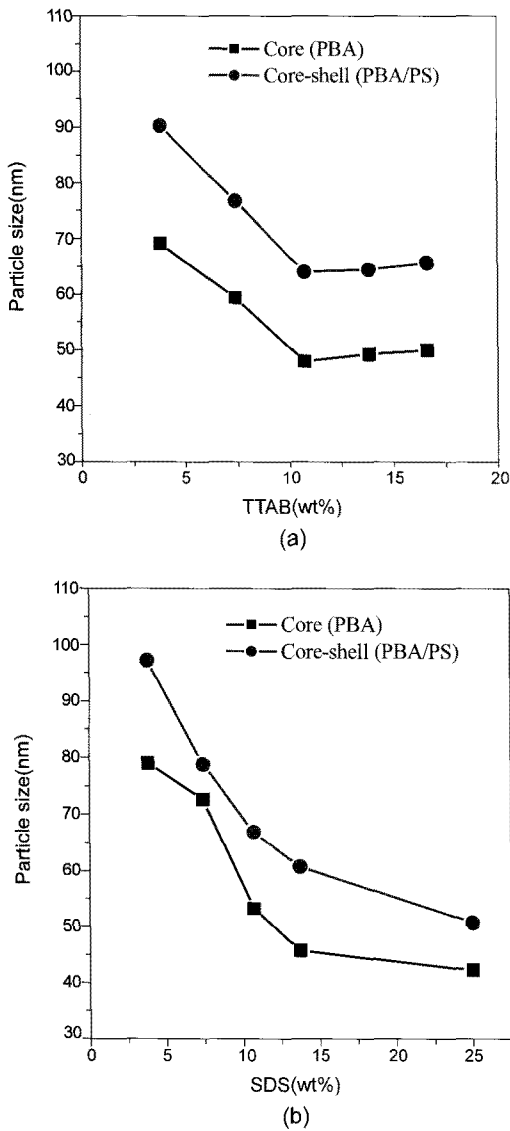 110
100
90
80
70
60
50
40
30
Particle size(nm)
Core (PBA)
Core-shell (PBA/PS)
0 5 10 15 20
TTAB(wt%)
(a)
110
100
90
80
70
60
50
40
30
Particle size(nm)
Core (PBA)
Core-shell (PBA/PS)
0 5 10 15 20 25
SDS(wt%)
(b)